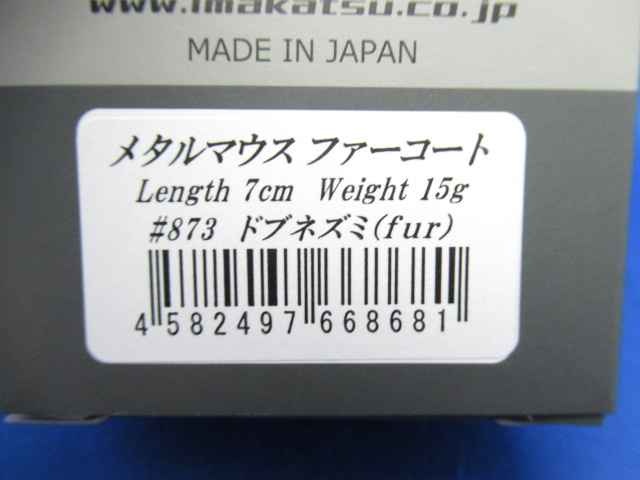 www.imakatsu.co.jp
MADE IN JAPAN
メタルマウス ファーコート
Length 7cm Weight 15g
#873 ドブネズミ(fur)
4 582497 668681